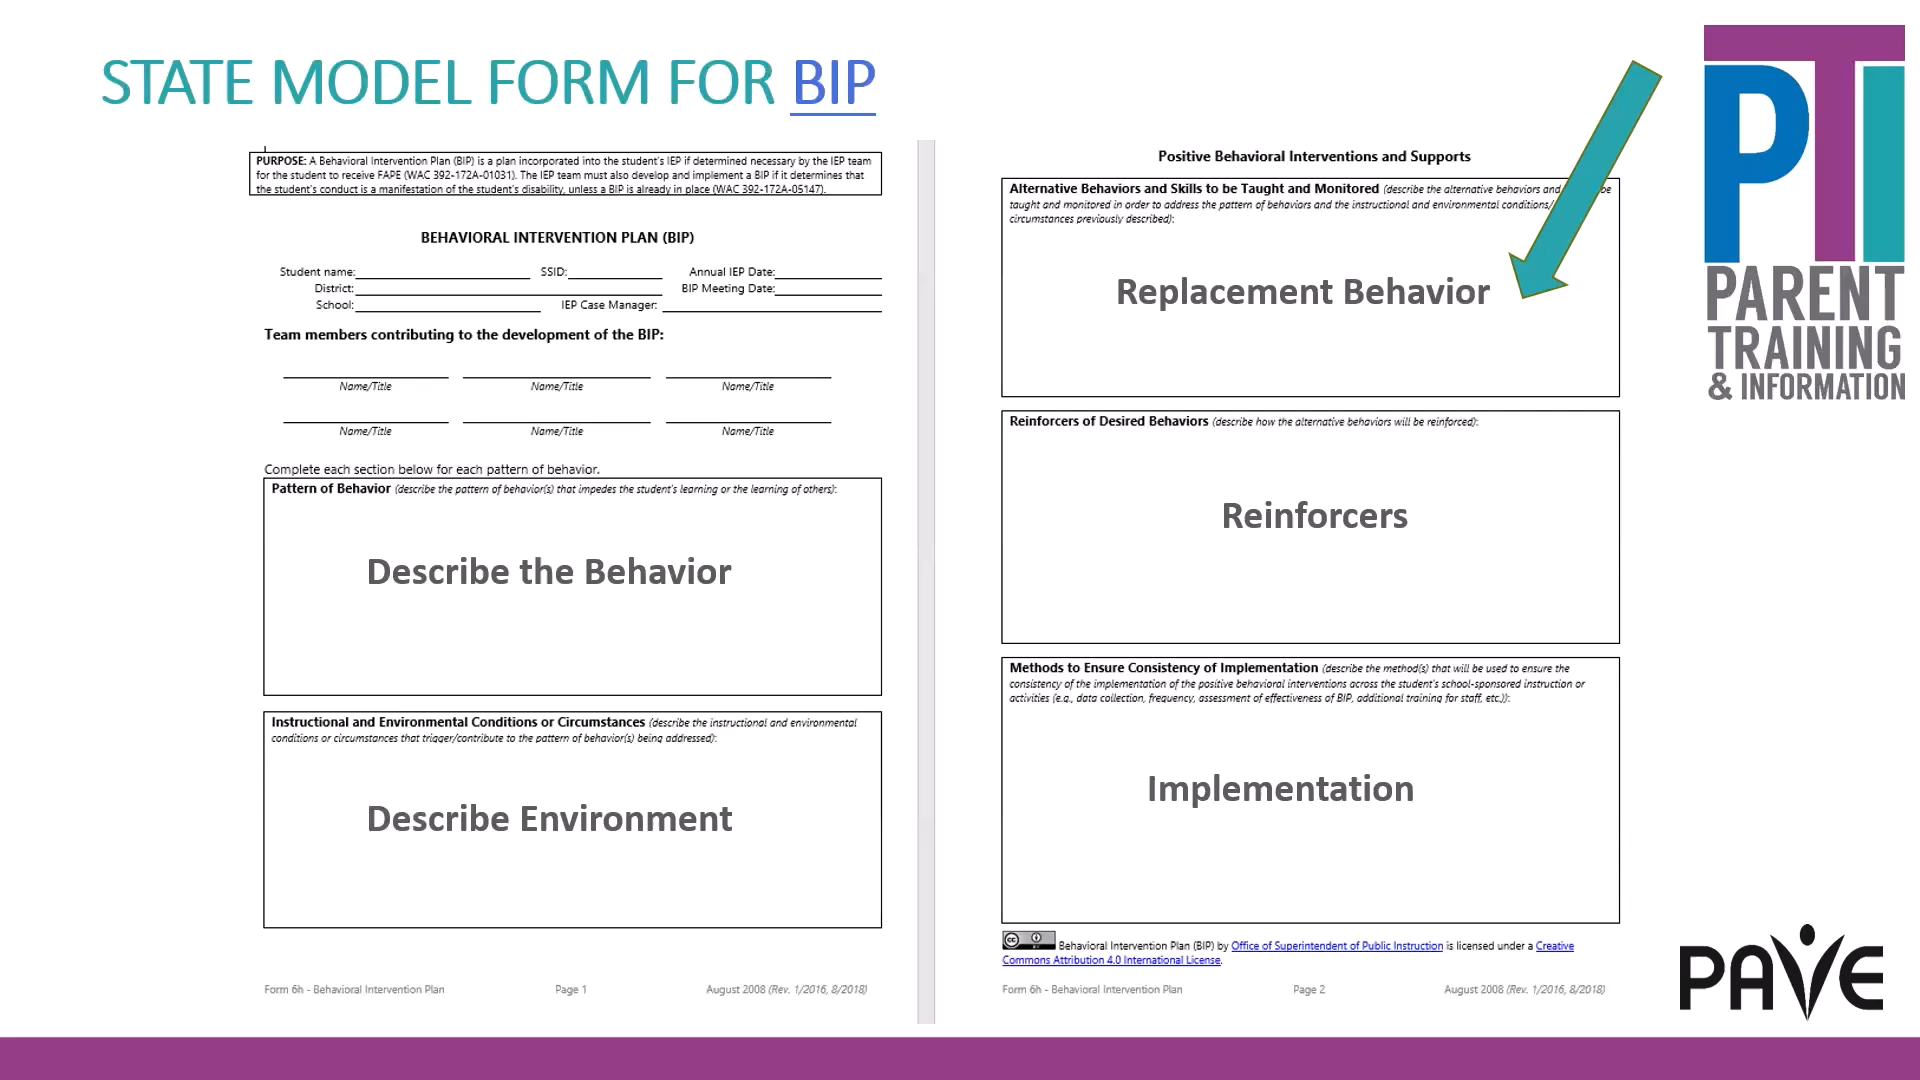 STATE MODEL FORM FOR BIP
PURPOSE: A Behavioral Intervention Plan (BIP) is a plan incorporated into the student's IEP if determined necessary by the IEP team
for the student to receive FAPE (WAC 392-172A-01031). The IEP team must also develop and implement a BIP if it determines that
the student's conduct is a manifestation of the student's disability, unless a BIP is already in place (WAC 392-172A-05147).
BEHAVIORAL INTERVENTION PLAN (BIP)
Student name: SSID: Annual IEP Date:
District: BIP Meeting Date:
School: IEP Case Manager:
Team members contributing to the development of the BIP:
Name/Title Name/Title Name/Title
Name/Title Name/Title Name/Title
Complete each section below for each pattern of behavior.
Pattern of Behavior (describe the pattern of behavior(s) that impedes the student's learning or the learning of others):
Describe the Behavior
Instructional and Environmental Conditions or Circumstances (describe the instructional and environmental
conditions or circumstances that trigger/contribute to the pattern of behavior(s) being addressed):
Describe Environment
Form 6h - Behavioral Intervention Plan Page 1 August 2008 (Rev. 1/2016, 8/2018)
Positive Behavioral Interventions and Supports
Alternative Behaviors and Skills to be Taught and Monitored (describe the alternative behaviors and be
taught and monitored in order to address the pattern of behaviors and the instructional and environmental conditions/
circumstances previously described):
Replacement Behavior
Reinforcers of Desired Behaviors (describe how the alternative behaviors will be reinforced):
Reinforcers
Methods to Ensure Consistency of Implementation (describe the method(s) that will be used to ensure the
consistency of the implementation of the positive behavioral interventions across the student's school-sponsored instruction or
activities (e.g., data collection, frequency, assessment of effectiveness of BIP, additional training for staff, etc.)):
Implementation
Behavioral Intervention Plan (BIP) by Office of Superintendent of Public Instruction is licensed under a Creative
Commons Attribution 4.0 International License.
Form 6h - Behavioral Intervention Plan Page 2 August 2008 (Rev. 1/2016, 8/2018)
PTI
PARENT
TRAINING
& INFORMATION
PAVE